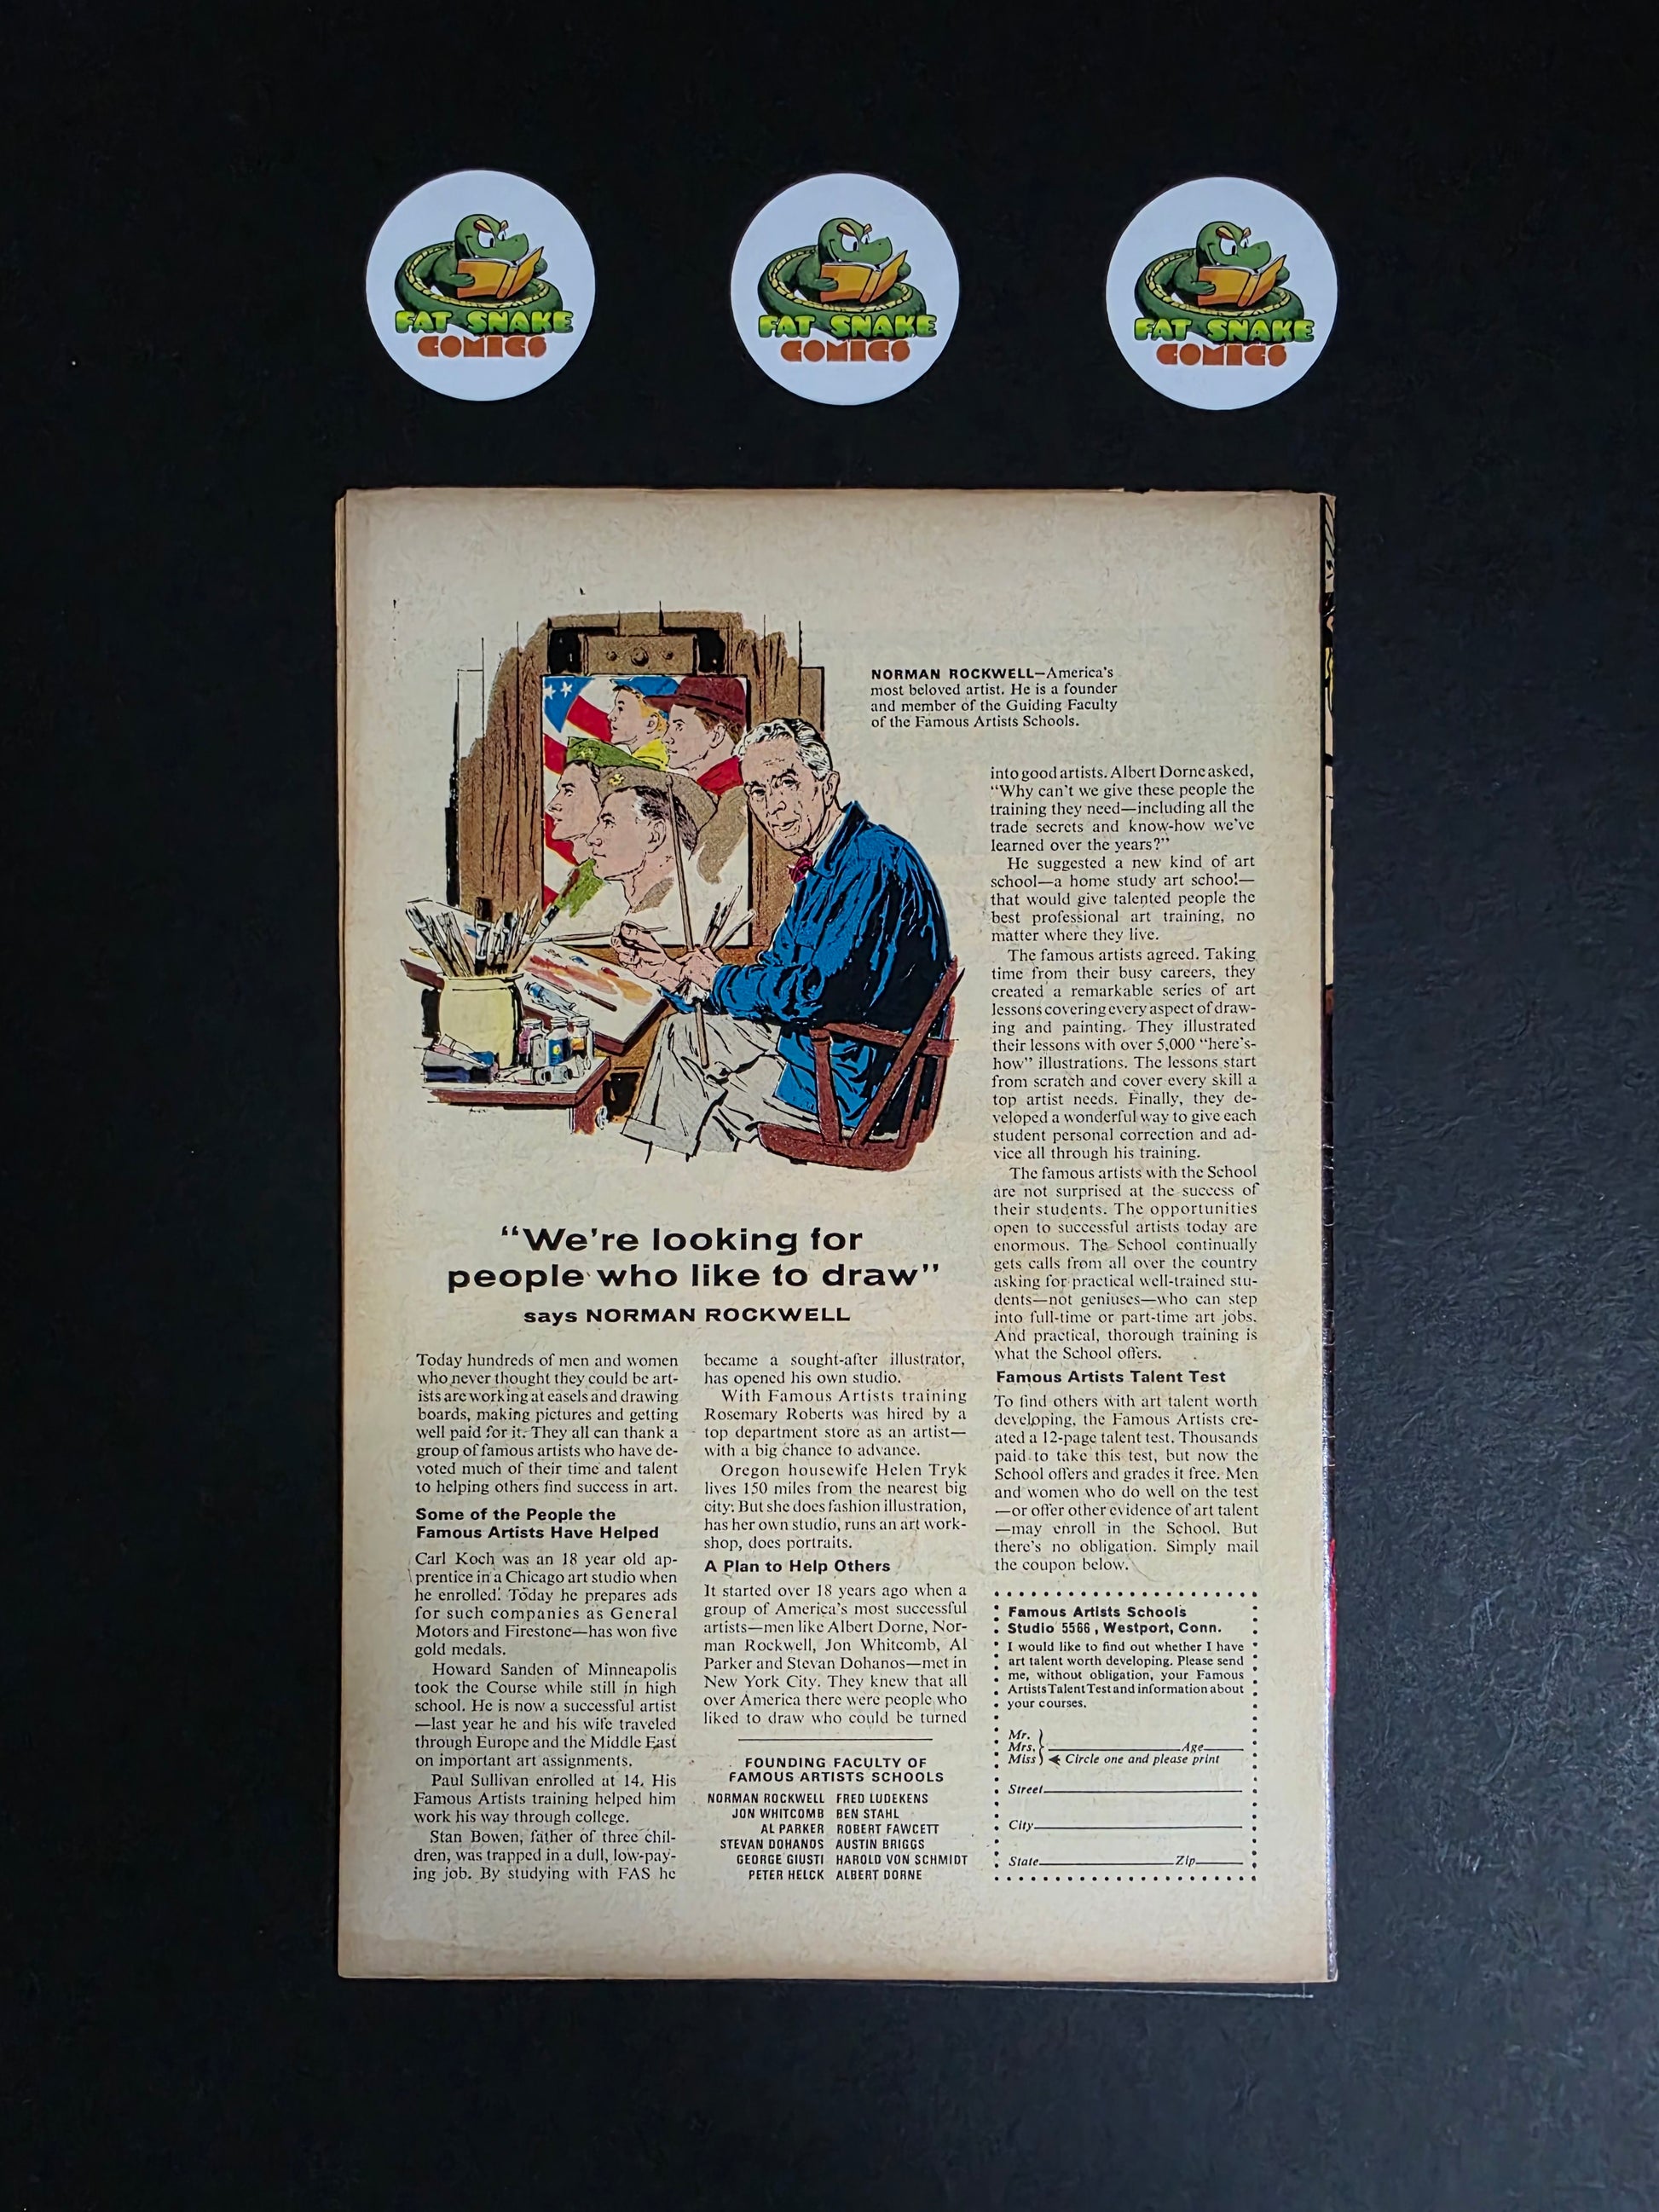 FAT SNAKE
COMICS
FAT SNAKE
COMICS
FAT SNAKE
COMICS
NORMAN ROCKWELL—America's
most beloved artist. He is a founder
and member of the Guiding Faculty
of the Famous Artists Schools.
"We're looking for
people who like to draw"
says NORMAN ROCKWELL
Today hundreds of men and women
who never thought they could be art-
ists are working at easels and drawing
boards, making pictures and getting
well paid for it. They all can thank a
group of famous artists who have de-
voted much of their time and talent
to helping others find success in art.
Some of the People the
Famous Artists Have Helped
Carl Koch was an 18 year old ap-
prentice in a Chicago art studio when
he enrolled. Today he prepares ads
for such companies as General
Motors and Firestone—has won five
gold medals.
Howard Sanden of Minneapolis
took the Course while still in high
school. He is now a successful artist
—last year he and his wife traveled
through Europe and the Middle East
on important art assignments.
Paul Sullivan enrolled at 14. His
Famous Artists training helped him
work his way through college.
Stan Bowen, father of three chil-
dren, was trapped in a dull, low-pay-
ing job. By studying with FAS he
became a sought-after illustrator,
has opened his own studio.
With Famous Artists training
Rosemary Roberts was hired by a
top department store as an artist—
with a big chance to advance.
Oregon housewife Helen Tryk
lives 150 miles from the nearest big
city. But she does fashion illustration,
has her own studio, runs an art work-
shop, does portraits.
A Plan to Help Others
It started over 18 years ago when a
group of America's most successful
artists—men like Albert Dorne, Nor-
man Rockwell, Jon Whitcomb, Al
Parker and Stevan Dohanos—met in
New York City. They knew that all
over America there were people who
liked to draw who could be turned
FOUNDING FACULTY OF
FAMOUS ARTISTS SCHOOLS
NORMAN ROCKWELL FRED LUDEKENS
JON WHITCOMB BEN STAHL
AL PARKER ROBERT FAWCETT
STEVAN DOHANOS AUSTIN BRIGGS
GEORGE GIUSTI HAROLD VON SCHMIDT
PETER HELCK ALBERT DORNE
into good artists. Albert Dorne asked,
"Why can't we give these people the
training they need—including all the
trade secrets and know-how we've
learned over the years?"
He suggested a new kind of art
school—a home study art school—
that would give talented people the
best professional art training, no
matter where they live.
The famous artists agreed. Taking
time from their busy careers, they
created a remarkable series of art
lessons covering every aspect of draw-
ing and painting. They illustrated
their lessons with over 5,000 "here's-
how" illustrations. The lessons start
from scratch and cover every skill a
top artist needs. Finally, they de-
veloped a wonderful way to give each
student personal correction and ad-
vice all through his training.
The famous artists with the School
are not surprised at the success of
their students. The opportunities
open to successful artists today are
enormous. The School continually
gets calls from all over the country
asking for practical well-trained stu-
dents—not geniuses—who can step
into full-time or part-time art jobs.
And practical, thorough training is
what the School offers.
Famous Artists Talent Test
To find others with art talent worth
developing, the Famous Artists cre-
ated a 12-page talent test. Thousands
paid to take this test, but now the
School offers and grades it free. Men
and women who do well on the test
—or offer other evidence of art talent
—may enroll in the School. But
there's no obligation. Simply mail
the coupon below.
Famous Artists Schools
Studio 5566, Westport, Conn.
I would like to find out whether I have
art talent worth developing. Please send
me, without obligation, your Famous
Artists Talent Test and information about
your courses.
Mr.
Mrs. Age
Miss Circle one and please print
Street
City
State Zip